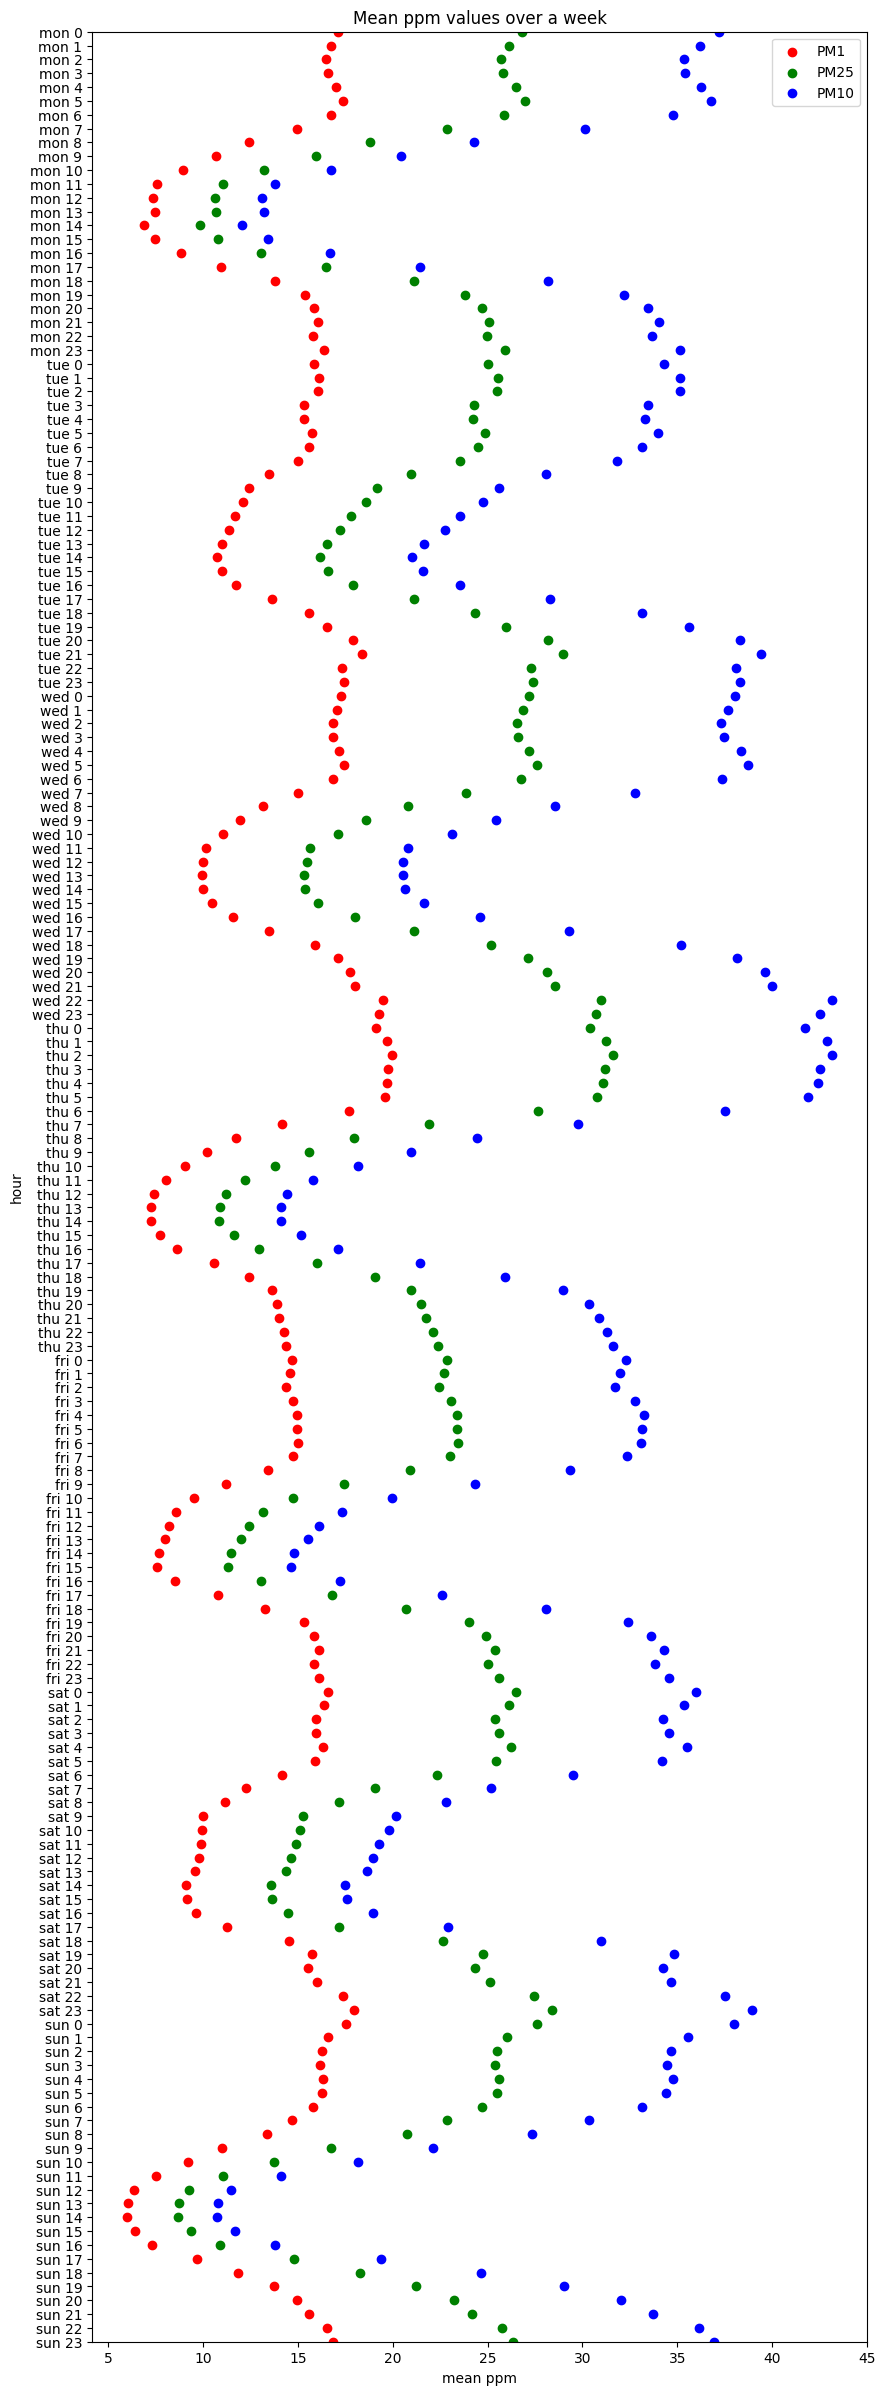 Mean ppm values over a week
PM1
PM25
PM10
mon 0
mon 1
mon 2
mon 3
mon 4
mon 5
mon 6
mon 7
mon 8
mon 9
mon 10
mon 11
mon 12
mon 13
mon 14
mon 15
mon 16
mon 17
mon 18
mon 19
mon 20
mon 21
mon 22
mon 23
tue 0
tue 1
tue 2
tue 3
tue 4
tue 5
tue 6
tue 7
tue 8
tue 9
tue 10
tue 11
tue 12
tue 13
tue 14
tue 15
tue 16
tue 17
tue 18
tue 19
tue 20
tue 21
tue 22
tue 23
wed 0
wed 1
wed 2
wed 3
wed 4
wed 5
wed 6
wed 7
wed 8
wed 9
wed 10
wed 11
wed 12
wed 13
wed 14
wed 15
wed 16
wed 17
wed 18
wed 19
wed 20
wed 21
wed 22
wed 23
thu 0
thu 1
thu 2
thu 3
thu 4
thu 5
thu 6
thu 7
thu 8
thu 9
thu 10
thu 11
thu 12
thu 13
thu 14
thu 15
thu 16
thu 17
thu 18
thu 19
thu 20
thu 21
thu 22
thu 23
fri 0
fri 1
fri 2
fri 3
fri 4
fri 5
fri 6
fri 7
fri 8
fri 9
fri 10
fri 11
fri 12
fri 13
fri 14
fri 15
fri 16
fri 17
fri 18
fri 19
fri 20
fri 21
fri 22
fri 23
sat 0
sat 1
sat 2
sat 3
sat 4
sat 5
sat 6
sat 7
sat 8
sat 9
sat 10
sat 11
sat 12
sat 13
sat 14
sat 15
sat 16
sat 17
sat 18
sat 19
sat 20
sat 21
sat 22
sat 23
sun 0
sun 1
sun 2
sun 3
sun 4
sun 5
sun 6
sun 7
sun 8
sun 9
sun 10
sun 11
sun 12
sun 13
sun 14
sun 15
sun 16
sun 17
sun 18
sun 19
sun 20
sun 21
sun 22
sun 23
hour
5 10 15 20 25 30 35 40 45
mean ppm